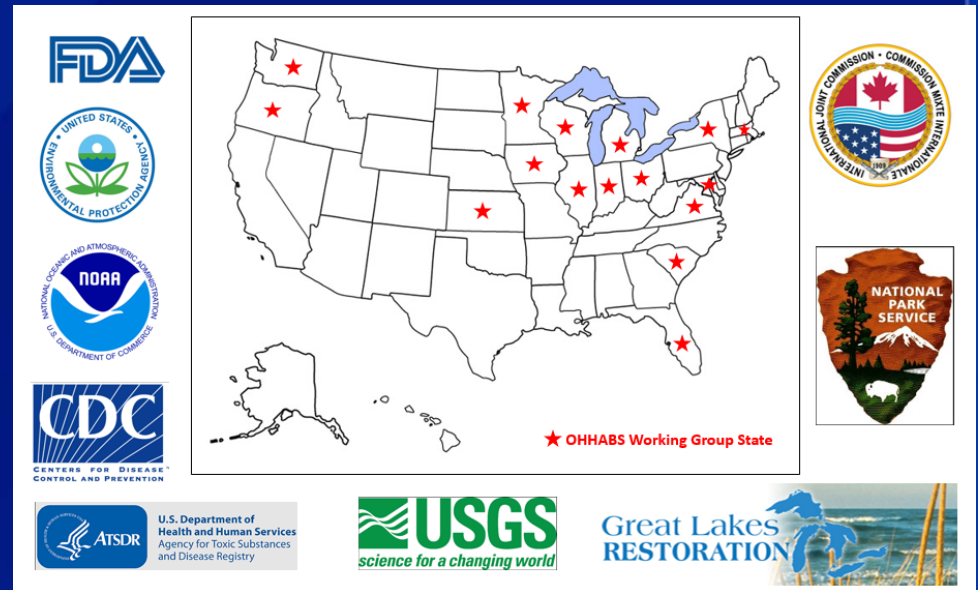 FDA
UNITED STATES
ENVIRONMENTAL PROTECTION AGENCY
NATIONAL OCEANIC AND ATMOSPHERIC ADMINISTRATION
NOAA
U.S. DEPARTMENT OF COMMERCE
CDC
CENTERS FOR DISEASE™
CONTROL AND PREVENTION
★ OHHABS Working Group State
INTERNATIONAL JOINT COMMISSION • COMMISSION MIXTE INTERNATIONALE
1909
NATIONAL
PARK
SERVICE
ATSDR
U.S. Department of
Health and Human Services
Agency for Toxic Substances
and Disease Registry
USGS
science for a changing world
Great Lakes
RESTORATION